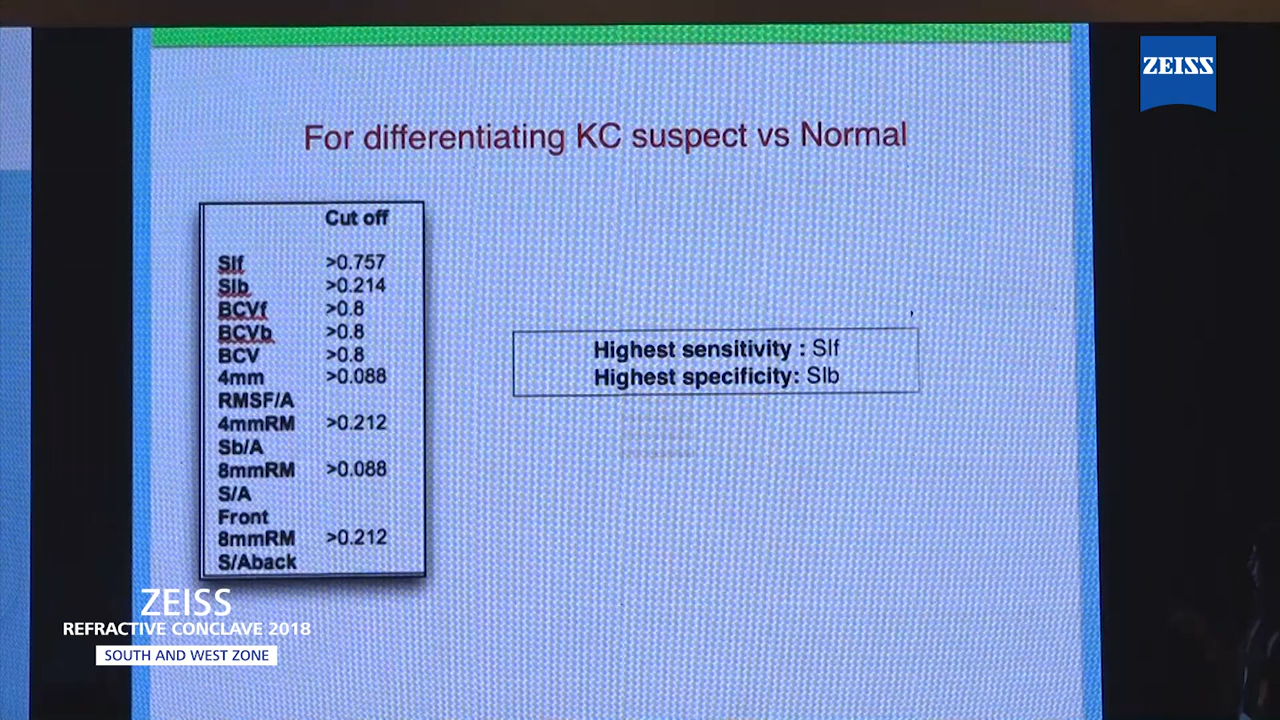 ZEISS
For differentiating KC suspect vs Normal
Cut off
SIf >0.757
SIb >0.214
BCVf >0.8
BCVb >0.8
BCV >0.8
4mm >0.088
RMSF/A
4mmRM >0.212
Sb/A
8mmRM >0.088
S/A
Front
8mmRM >0.212
S/Aback
Highest sensitivity : SIf
Highest specificity: SIb
ZEISS
REFRACTIVE CONCLAVE 2018
SOUTH AND WEST ZONE